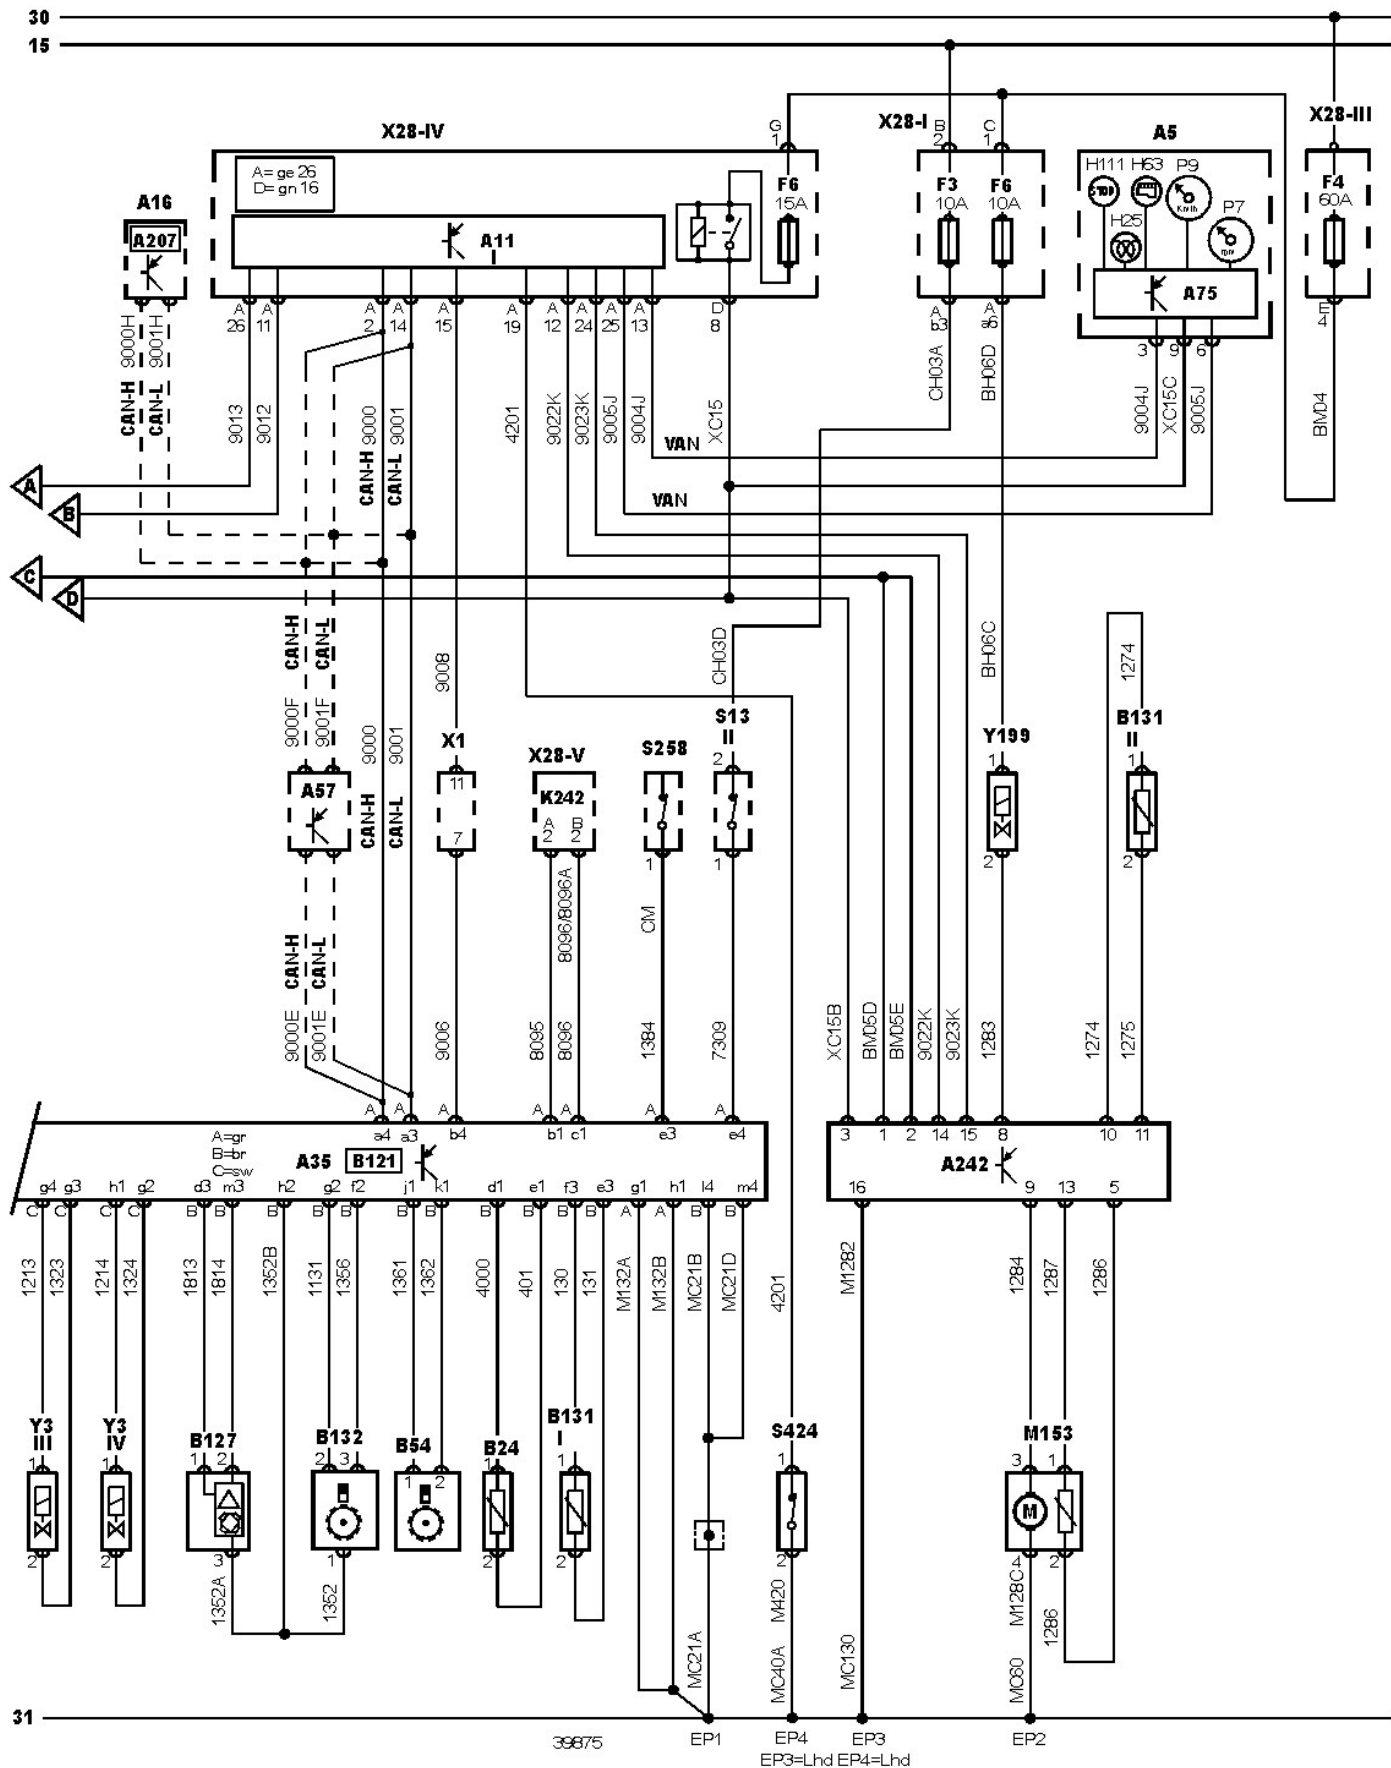 30
15
X28-IV
X28-I
X28-III
A5
A16
A207
A= ge 26
D= gn 16
A11
I
G
1
F6
15A
B
2
C
1
F3
10A
F6
10A
H111
H63
P9
STOP
Km/h
H25
P7
rpm
A75
F4
60A
A
26
A
11
A
2
A
14
A
15
A
19
A
12
A
24
A
25
A
13
D
8
A
b3
A
a6
3
9
6
E
4
CAN-H
9000H
CAN-L
9001H
9013
9012
CAN-H
9000
CAN-L
9001
4201
9022K
9023K
9005J
9004J
XC15
CH03A
BH06D
9004J
XC15C
9005J
BM04
VAN
VAN
A
B
C
D
CAN-H
CAN-L
9000F
9001F
9000
9001
9008
CH03D
BH06C
1274
A57
CAN-H
CAN-L
X1
11
7
X28-V
K242
A
2
B
2
S258
1
S13
II
2
1
Y199
1
2
B131
II
1
2
CAN-H
CAN-L
9000E
9001E
9006
8095
8096/8096A
8096
CM
1384
7309
XC15B
BM05D
BM05E
9022K
9023K
1283
1274
1275
A
A
A
A
A
A
A
a4
a3
b4
b1
c1
e3
e4
A=gr
B=br
C=sw
A35
B121
3
1
2
14
15
8
10
11
A242
g4
g3
h1
g2
d3
m3
h2
g2
f2
j1
k1
d1
e1
f3
e3
g1
h1
l4
m4
16
9
13
5
C
C
C
C
B
B
B
B
B
B
B
B
B
B
B
A
A
B
B
1213
1323
1214
1324
1813
1814
1352B
1131
1356
1361
1362
4000
401
130
131
M132A
M132B
MC21B
MC21D
4201
M1282
1284
1287
1286
Y3
III
1
2
Y3
IV
1
2
B127
1
2
3
B132
2
3
1
B54
1
2
B24
1
2
B131
I
1
2
S424
1
2
M153
3
1
M
4
2
1352A
1352
MC21A
M420
MC40A
MC130
M128C
MC60
1286
31
39875
EP1
EP4
EP3
EP2
EP3=Lhd EP4=Lhd